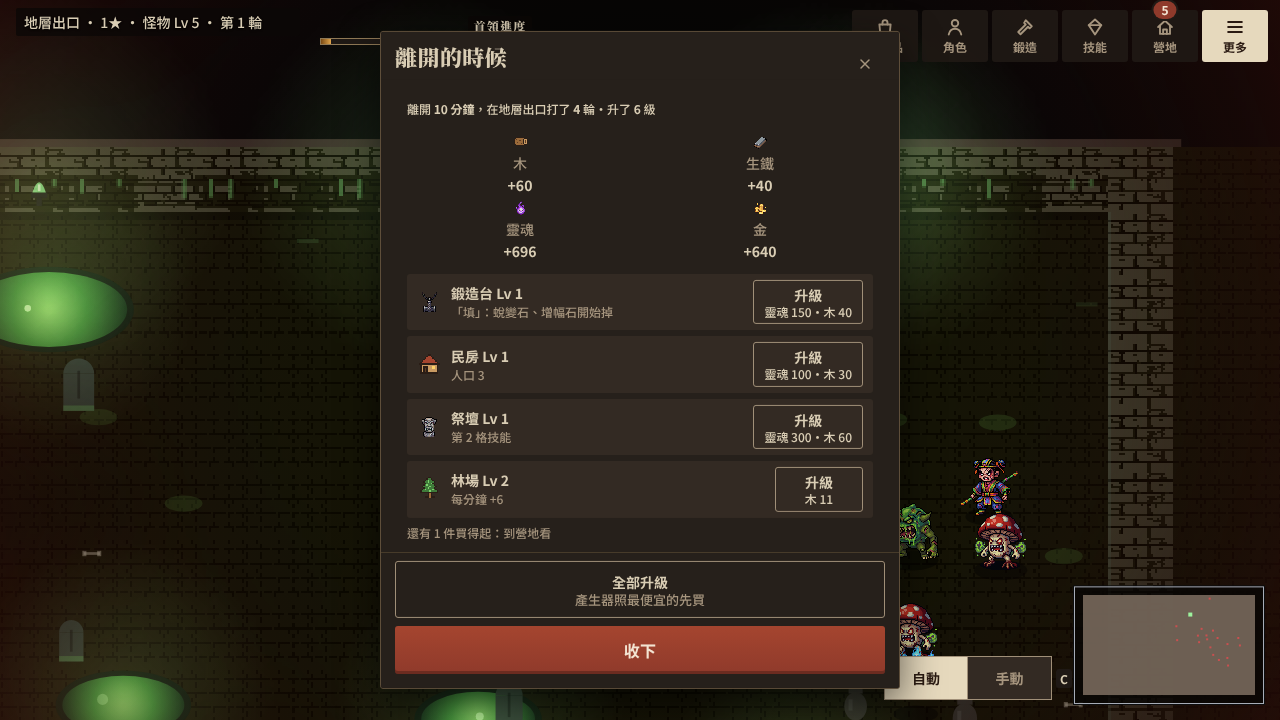 地層出口 · 1★ · 怪物 Lv 5 · 第 1 輪
首領進度
5
角色
鍛造
技能
營地
更多
離開的時候
×
離開 10 分鐘，在地層出口打了 4 輪・升了 6 級
木
+60
生鐵
+40
靈魂
+696
金
+640
鍛造台 Lv 1
「填」：蛻變石、增幅石開始掉
升級
靈魂 150・木 40
民房 Lv 1
人口 3
升級
靈魂 100・木 30
祭壇 Lv 1
第 2 格技能
升級
靈魂 300・木 60
林場 Lv 2
每分鐘 +6
升級
木 11
還有 1 件買得起：到營地看
全部升級
產生器照最便宜的先買
收下
自動
手動
C